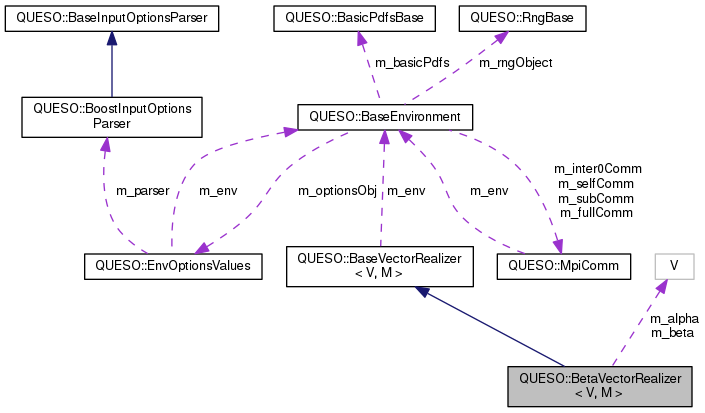 QUESO::BaseInputOptionsParser
QUESO::BasicPdfsBase
QUESO::RngBase
m_basicPdfs
m_rngObject
QUESO::BoostInputOptions
Parser
QUESO::BaseEnvironment
m_parser
m_env
m_optionsObj
m_env
m_env
m_inter0Comm
m_selfComm
m_subComm
m_fullComm
QUESO::EnvOptionsValues
QUESO::BaseVectorRealizer
< V, M >
QUESO::MpiComm
V
m_alpha
m_beta
QUESO::BetaVectorRealizer
< V, M >